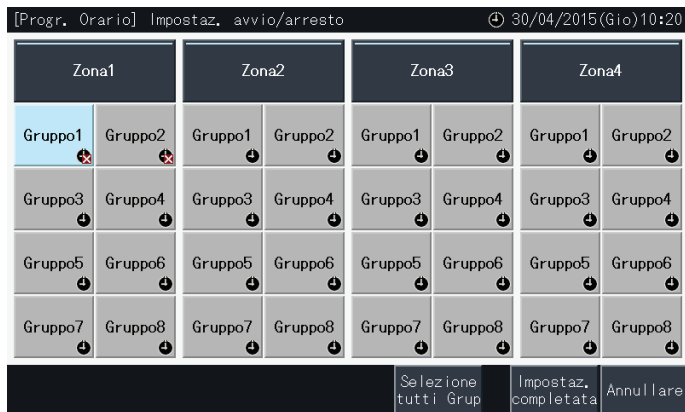 [Progr. Orario] Impostaz. avvio/arresto 30/04/2015(Gio)10:20
Zona1 Zona2 Zona3 Zona4
Gruppo1 Gruppo2 Gruppo1 Gruppo2 Gruppo1 Gruppo2 Gruppo1 Gruppo2
Gruppo3 Gruppo4 Gruppo3 Gruppo4 Gruppo3 Gruppo4 Gruppo3 Gruppo4
Gruppo5 Gruppo6 Gruppo5 Gruppo6 Gruppo5 Gruppo6 Gruppo5 Gruppo6
Gruppo7 Gruppo8 Gruppo7 Gruppo8 Gruppo7 Gruppo8 Gruppo7 Gruppo8
Selezione
tutti Grup
Impostaz.
completata
Annullare